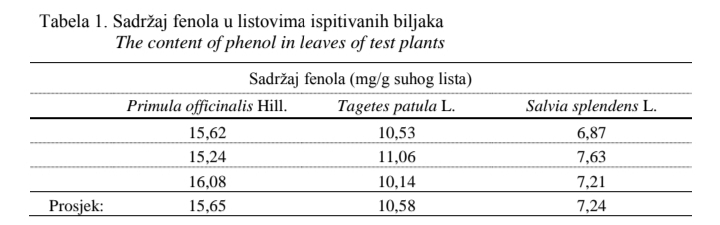 Tabela 1. Sadržaj fenola u listovima ispitivanih biljaka
The content of phenol in leaves of test plants
Sadržaj fenola (mg/g suhog lista)
Primula officinalis Hill. Tagetes patula L. Salvia splendens L.
15,62 10,53 6,87
15,24 11,06 7,63
16,08 10,14 7,21
Prosjek: 15,65 10,58 7,24